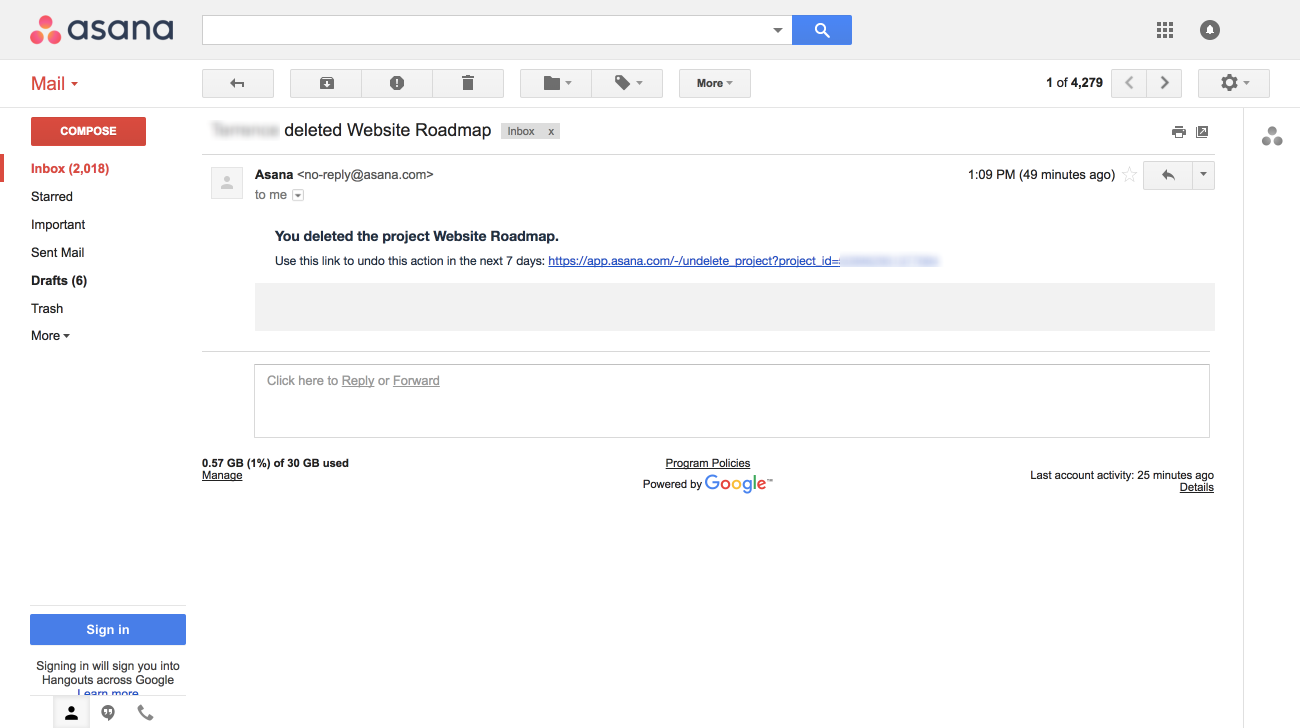 asana
Mail
More
1 of 4,279
COMPOSE
deleted Website Roadmap
Inbox x
Inbox (2,018)
Starred
Important
Sent Mail
Drafts (6)
Trash
More
Asana <no-reply@asana.com>
1:09 PM (49 minutes ago)
to me
You deleted the project Website Roadmap.
Use this link to undo this action in the next 7 days: https://app.asana.com/-/undelete_project?project_id=
Click here to Reply or Forward
0.57 GB (1%) of 30 GB used
Manage
Program Policies
Powered by Google™
Last account activity: 25 minutes ago
Details
Sign in
Signing in will sign you into
Hangouts across Google
Learn more